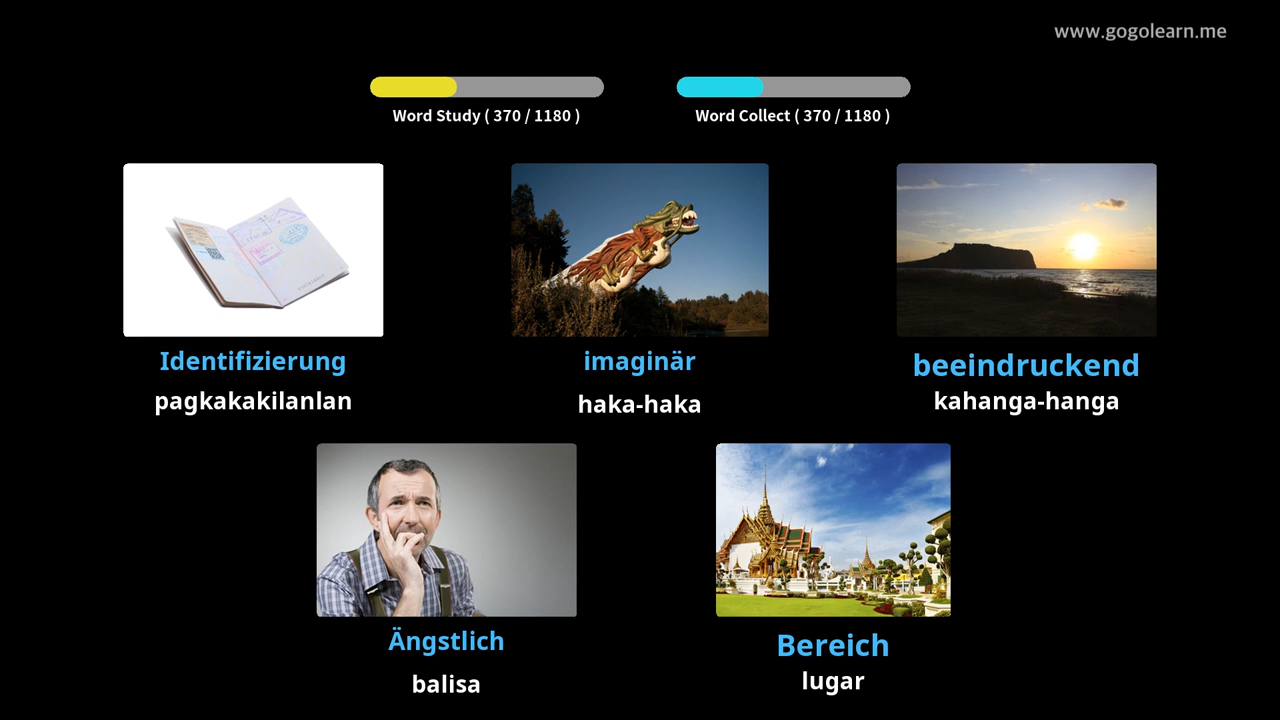 www.gogolearn.me
Word Study ( 370 / 1180 )
Word Collect ( 370 / 1180 )
Identifizierung
pagkakakilanlan
imaginär
haka-haka
beeindruckend
kahanga-hanga
Ängstlich
balisa
Bereich
lugar